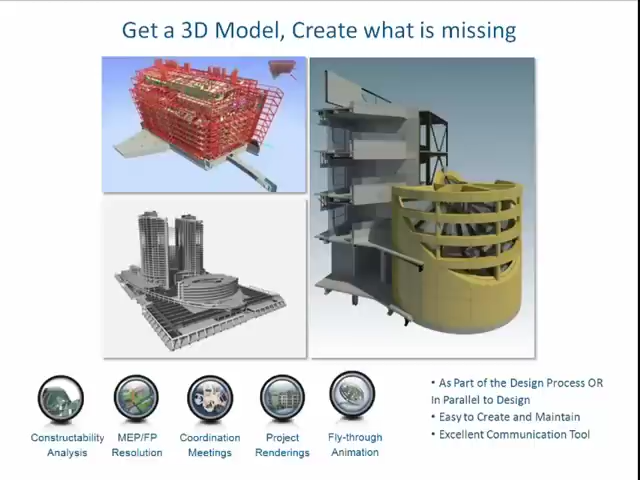 Get a 3D Model, Create what is missing
Constructability
Analysis
MEP/FP
Resolution
Coordination
Meetings
Project
Renderings
Fly-through
Animation
• As Part of the Design Process OR
In Parallel to Design
• Easy to Create and Maintain
• Excellent Communication Tool